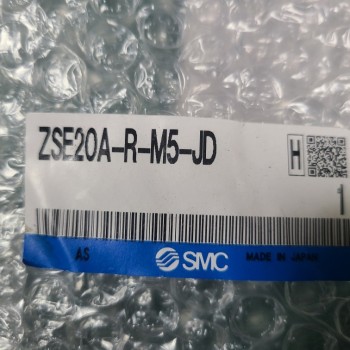 ZSE20A-R-M5-JD
H
1
AS
SMC
MADE IN JAPAN